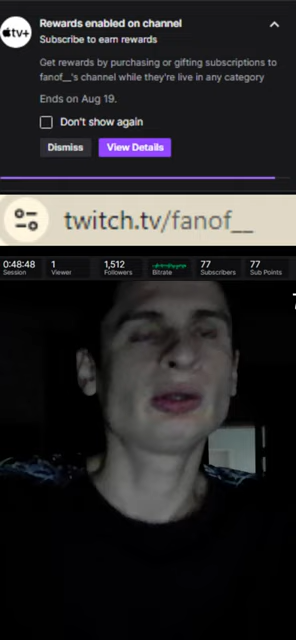 tv+
Rewards enabled on channel
Subscribe to earn rewards
Get rewards by purchasing or gifting subscriptions to
fanof__'s channel while they're live in any category
Ends on Aug 19.
Don't show again
Dismiss
View Details
twitch.tv/fanof__
0:48:48 1 1,512 77 77
Session Viewer Followers Bitrate Subscribers Sub Points